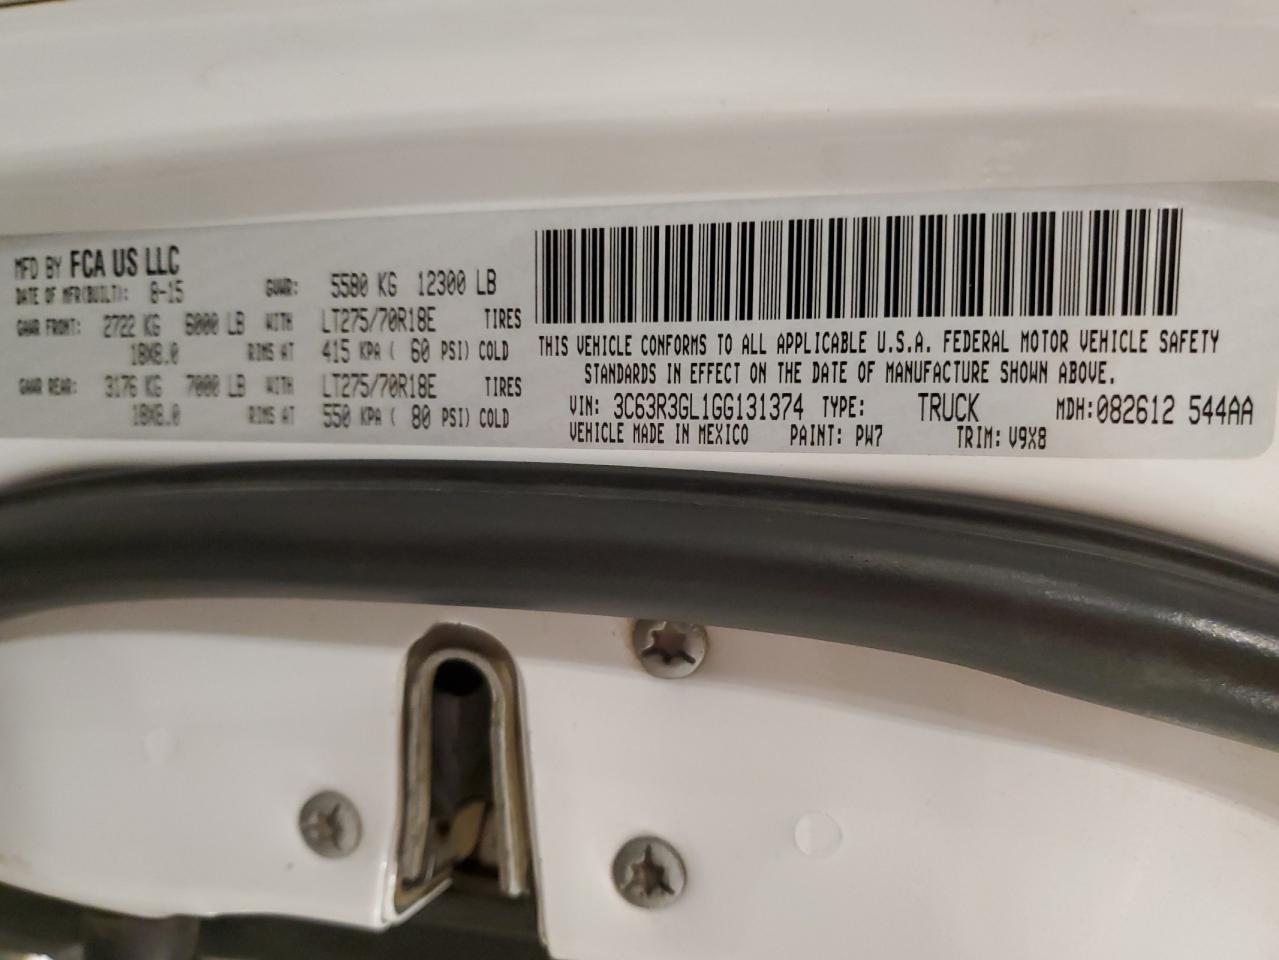 MFD BY FCA US LLC
DATE OF MFR(BUILT): 8-15 GVWR: 5580 KG 12300 LB
GAWR FRONT: 2722 KG 6000 LB WITH LT275/70R18E TIRES
18X8.0 RIMS AT 415 KPA ( 60 PSI) COLD
GAWR REAR: 3176 KG 7000 LB WITH LT275/70R18E TIRES
18X8.0 RIMS AT 550 KPA ( 80 PSI) COLD
THIS VEHICLE CONFORMS TO ALL APPLICABLE U.S.A. FEDERAL MOTOR VEHICLE SAFETY
STANDARDS IN EFFECT ON THE DATE OF MANUFACTURE SHOWN ABOVE.
VIN: 3C63R3GL1GG131374 TYPE: TRUCK MDH:082612 544AA
VEHICLE MADE IN MEXICO PAINT: PW7 TRIM: V9X8